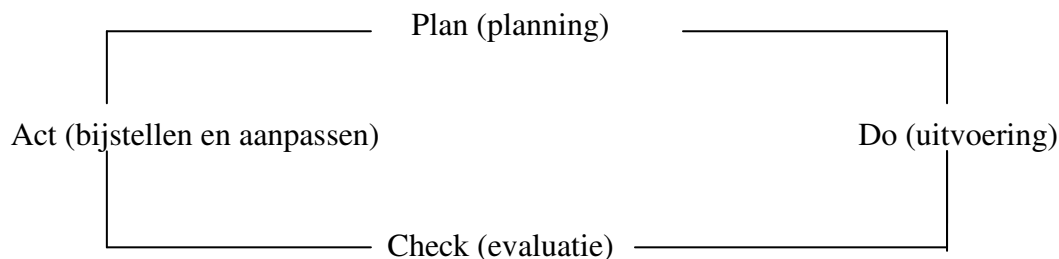 Plan (planning)
Act (bijstellen en aanpassen)
Do (uitvoering)
Check (evaluatie)